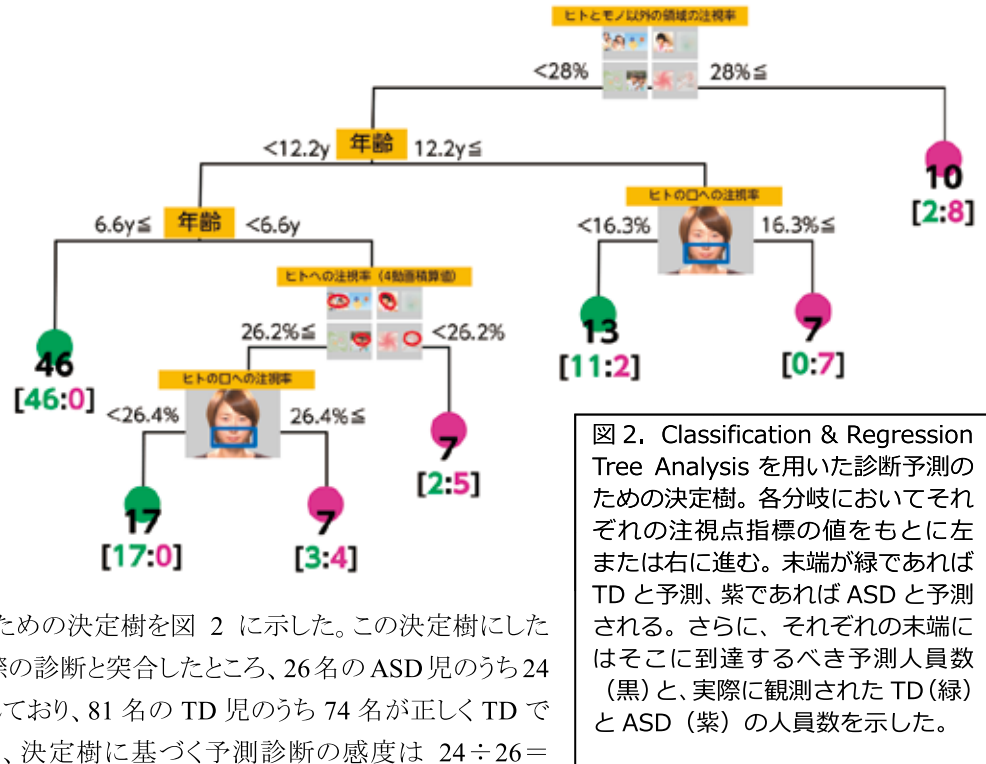 ヒトとモノ以外の領域の注視率
<28%
28%≦
<12.2y
年齢
12.2y≦
10
[2:8]
6.6y≦
年齢
<6.6y
ヒトの口への注視率
<16.3%
16.3%≦
ヒトへの注視率（4動画積算値）
26.2%≦
<26.2%
13
[11:2]
7
[0:7]
46
[46:0]
ヒトの口への注視率
<26.4%
26.4%≦
7
[2:5]
17
[17:0]
7
[3:4]
図 2．Classification & Regression
Tree Analysis を用いた診断予測の
ための決定樹。各分岐においてそれ
ぞれの注視点指標の値をもとに左
または右に進む。末端が緑であれば
TD と予測、紫であれば ASD と予測
される。さらに、それぞれの末端に
はそこに到達するべき予測人員数
（黒）と、実際に観測された TD（緑）
と ASD（紫）の人員数を示した。
ための決定樹を図 2 に示した。この決定樹にした
際の診断と突合したところ、26名の ASD 児のうち 24
ており、81 名の TD 児のうち 74 名が正しく TD で
、決定樹に基づく予測診断の感度は 24÷26＝